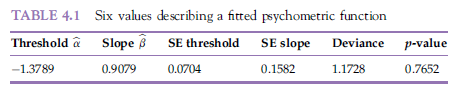 TABLE 4.1 Six values describing a fitted psychometric function
Threshold α̂ Slope β̂ SE threshold SE slope Deviance p-value
−1.3789 0.9079 0.0704 0.1582 1.1728 0.7652